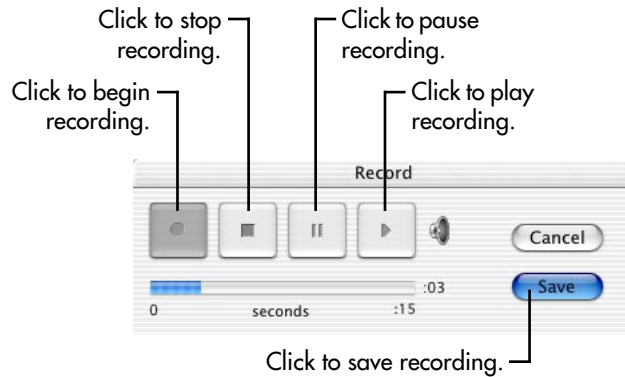 Click to stop
recording.
Click to pause
recording.
Click to begin
recording.
Click to play
recording.
Record
Cancel
:03
Save
0 seconds :15
Click to save recording.